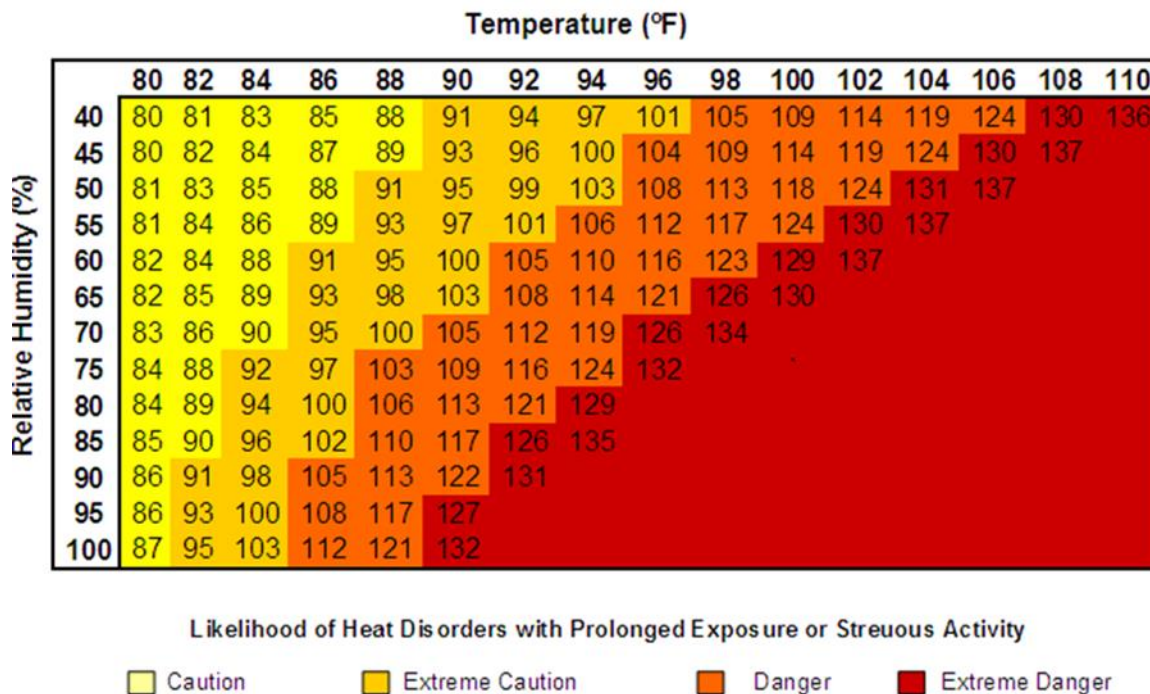 Temperature (ºF)
80 82 84 86 88 90 92 94 96 98 100 102 104 106 108 110
Relative Humidity (%)
40 80 81 83 85 88 91 94 97 101 105 109 114 119 124 130 136
45 80 82 84 87 89 93 96 100 104 109 114 119 124 130 137
50 81 83 85 88 91 95 99 103 108 113 118 124 131 137
55 81 84 86 89 93 97 101 106 112 117 124 130 137
60 82 84 88 91 95 100 105 110 116 123 129 137
65 82 85 89 93 98 103 108 114 121 126 130
70 83 86 90 95 100 105 112 119 126 134
75 84 88 92 97 103 109 116 124 132
80 84 89 94 100 106 113 121 129
85 85 90 96 102 110 117 126 135
90 86 91 98 105 113 122 131
95 86 93 100 108 117 127
100 87 95 103 112 121 132
Likelihood of Heat Disorders with Prolonged Exposure or Streuous Activity
Caution Extreme Caution Danger Extreme Danger